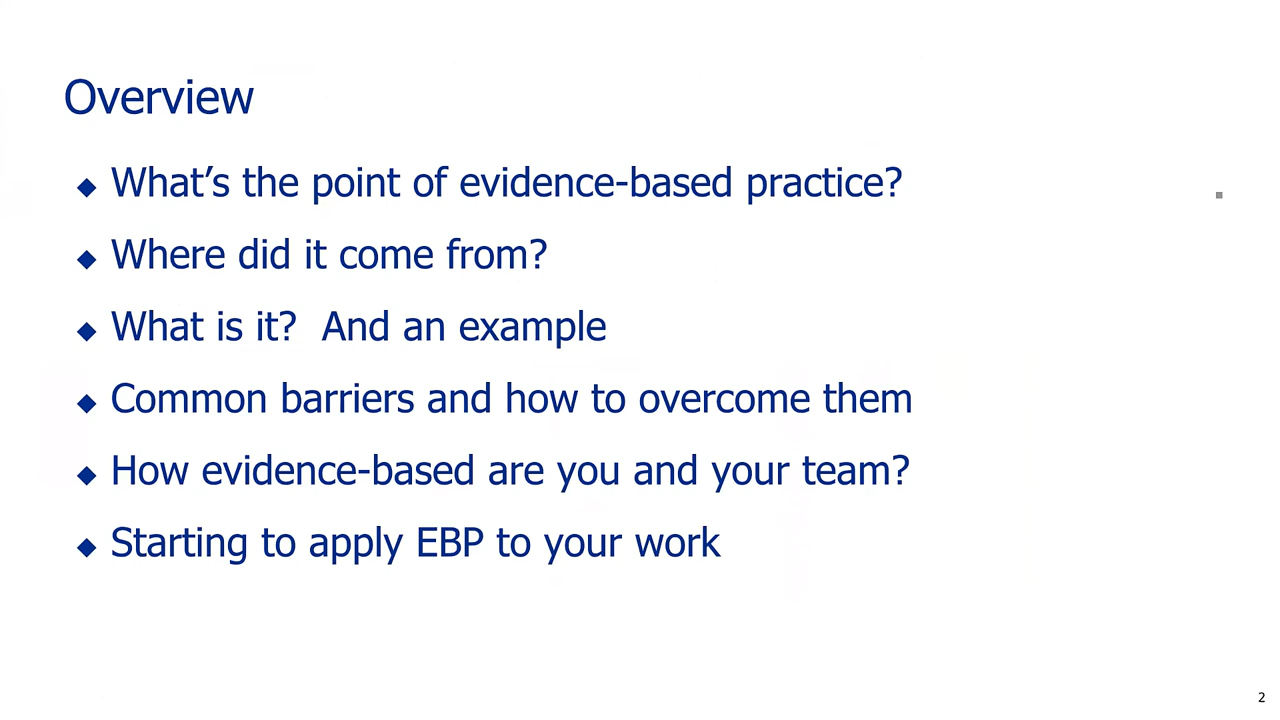 Overview
◆ What’s the point of evidence-based practice?
◆ Where did it come from?
◆ What is it?  And an example
◆ Common barriers and how to overcome them
◆ How evidence-based are you and your team?
◆ Starting to apply EBP to your work
2